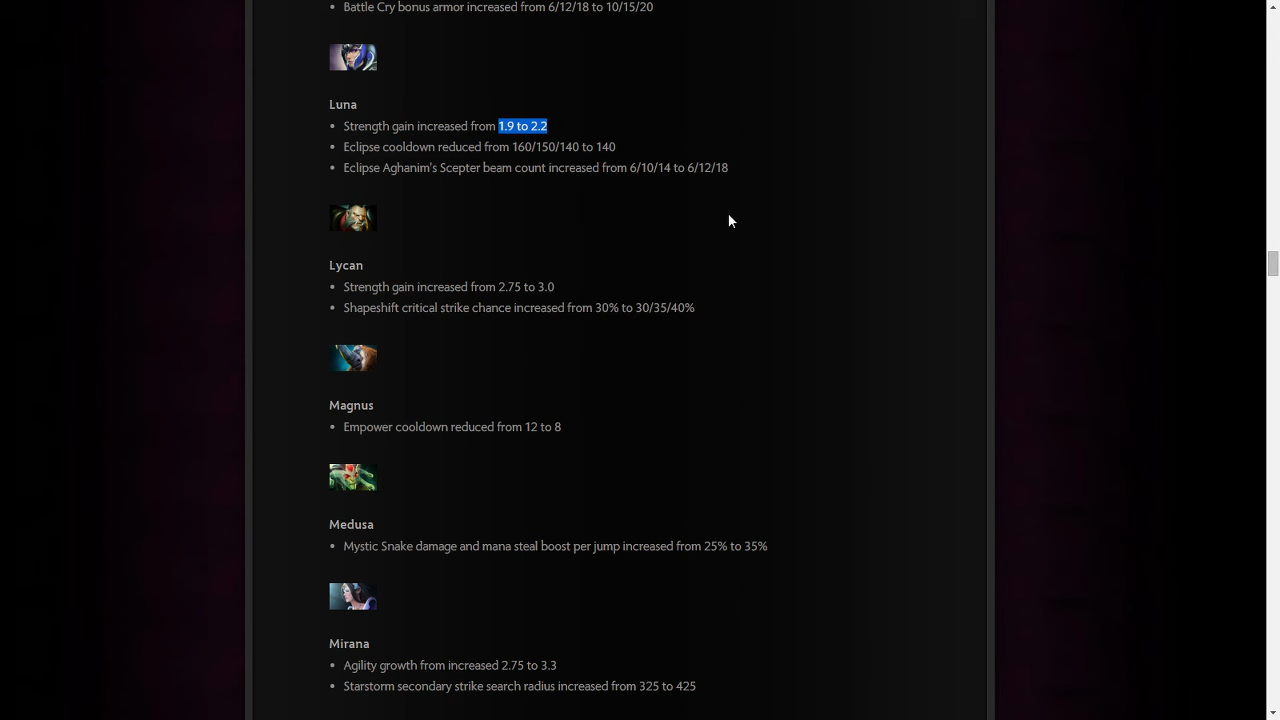 • Battle Cry bonus armor increased from 6/12/18 to 10/15/20
Luna
• Strength gain increased from 1.9 to 2.2
• Eclipse cooldown reduced from 160/150/140 to 140
• Eclipse Aghanim's Scepter beam count increased from 6/10/14 to 6/12/18
Lycan
• Strength gain increased from 2.75 to 3.0
• Shapeshift critical strike chance increased from 30% to 30/35/40%
Magnus
• Empower cooldown reduced from 12 to 8
Medusa
• Mystic Snake damage and mana steal boost per jump increased from 25% to 35%
Mirana
• Agility growth from increased 2.75 to 3.3
• Starstorm secondary strike search radius increased from 325 to 425